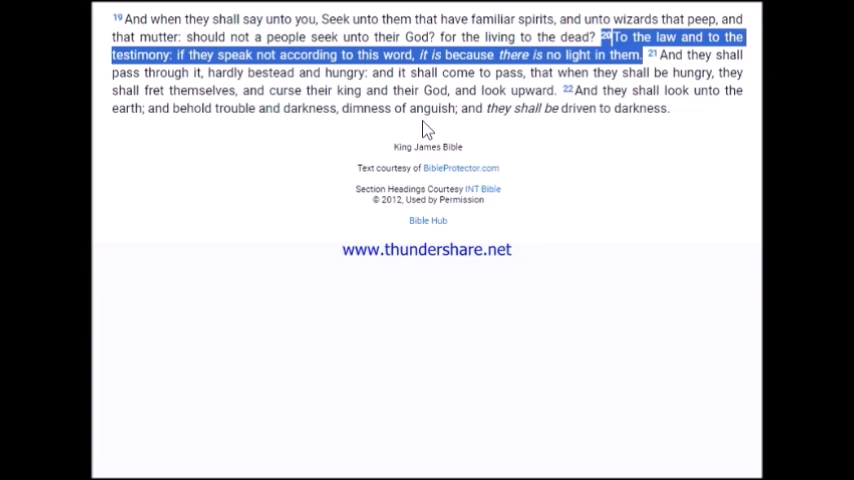 19 And when they shall say unto you, Seek unto them that have familiar spirits, and unto wizards that peep, and
that mutter: should not a people seek unto their God? for the living to the dead? 20 To the law and to the
testimony: if they speak not according to this word, it is because there is no light in them. 21 And they shall
pass through it, hardly bestead and hungry: and it shall come to pass, that when they shall be hungry, they
shall fret themselves, and curse their king and their God, and look upward. 22 And they shall look unto the
earth; and behold trouble and darkness, dimness of anguish; and they shall be driven to darkness.
King James Bible
Text courtesy of BibleProtector.com
Section Headings Courtesy INT Bible
© 2012, Used by Permission
Bible Hub
www.thundershare.net